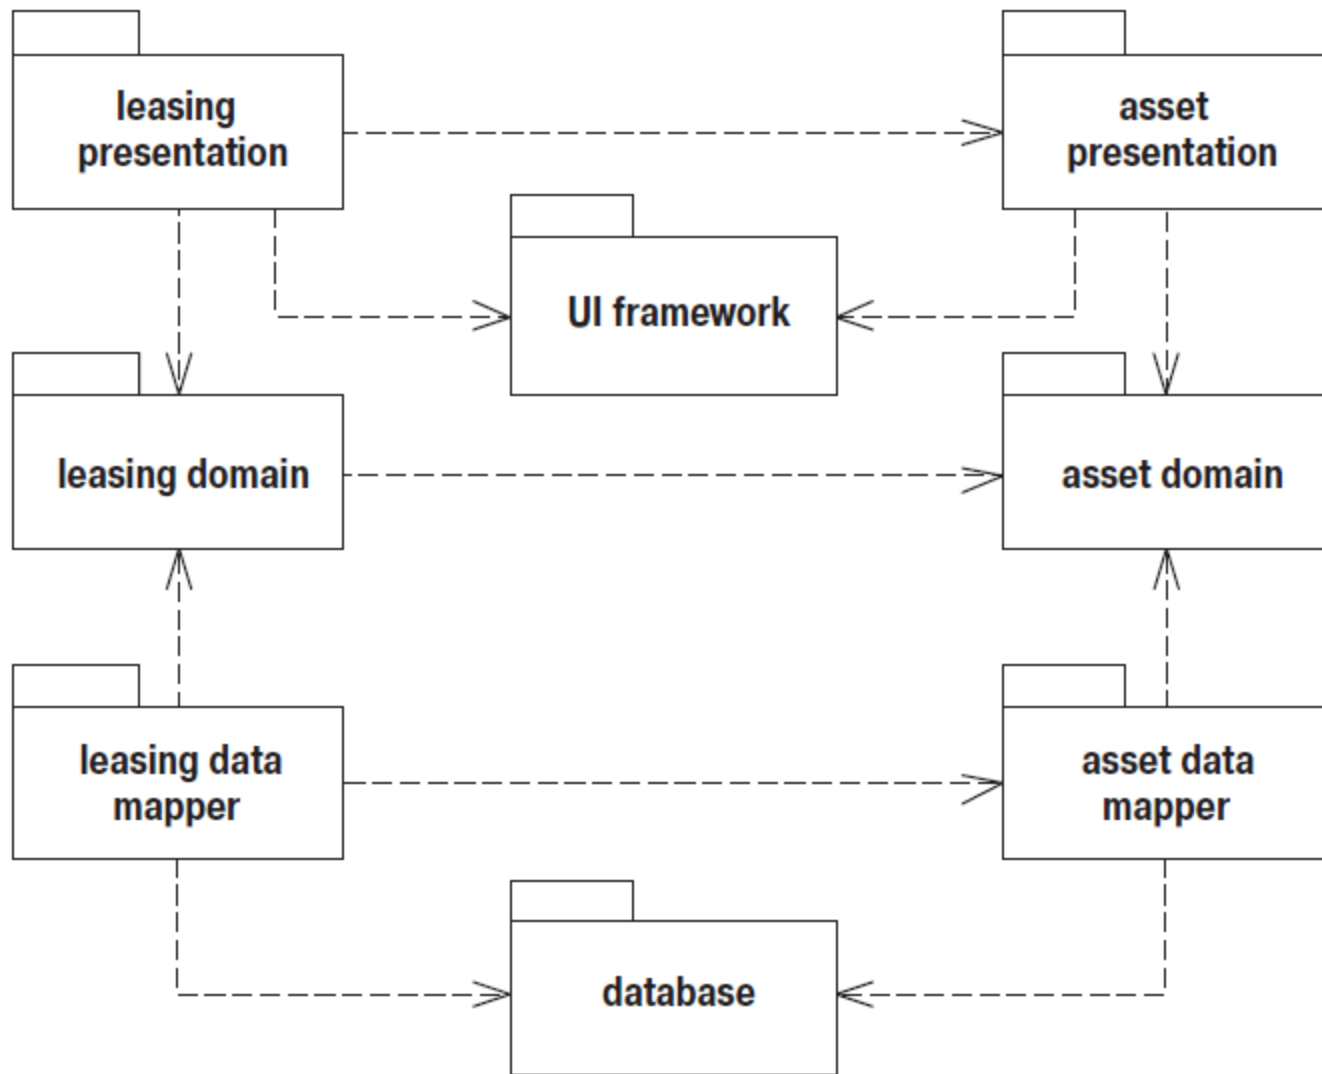 leasing
presentation
asset
presentation
UI framework
leasing domain
asset domain
leasing data
mapper
asset data
mapper
database